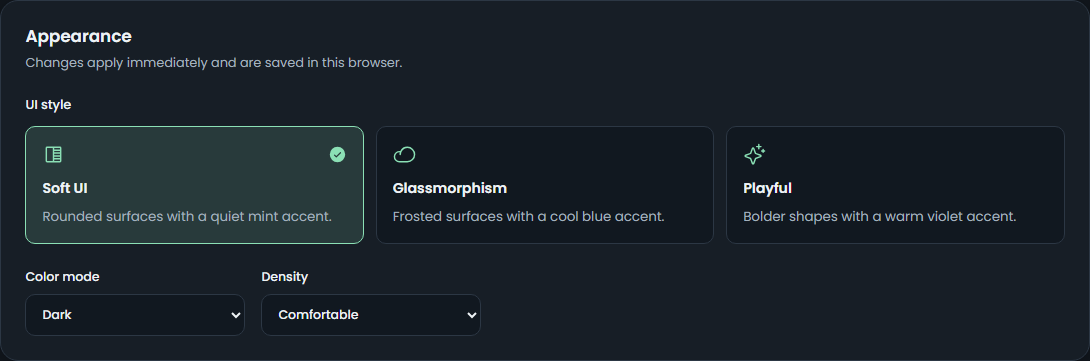 Appearance
Changes apply immediately and are saved in this browser.
UI style
Soft UI
Rounded surfaces with a quiet mint accent.
Glassmorphism
Frosted surfaces with a cool blue accent.
Playful
Bolder shapes with a warm violet accent.
Color mode
Dark
Density
Comfortable